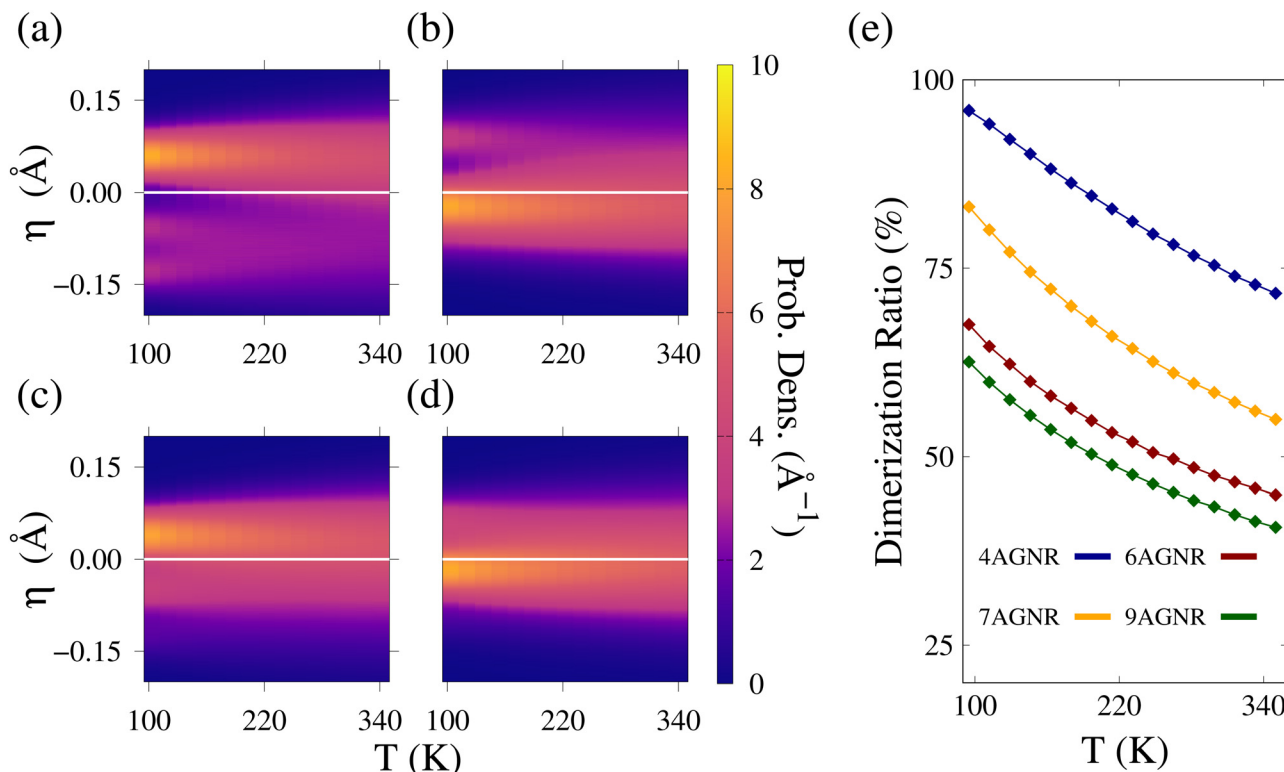 (a)
(b)
(e)
η (Å)
0.15
0.00
−0.15
100
220
340
100
220
340
(c)
(d)
η (Å)
0.15
0.00
−0.15
100
220
340
100
220
340
T (K)
10
8
6
4
2
0
Prob. Dens. (Å⁻¹)
Dimerization Ratio (%)
100
75
50
25
4AGNR
6AGNR
7AGNR
9AGNR
100
220
340
T (K)